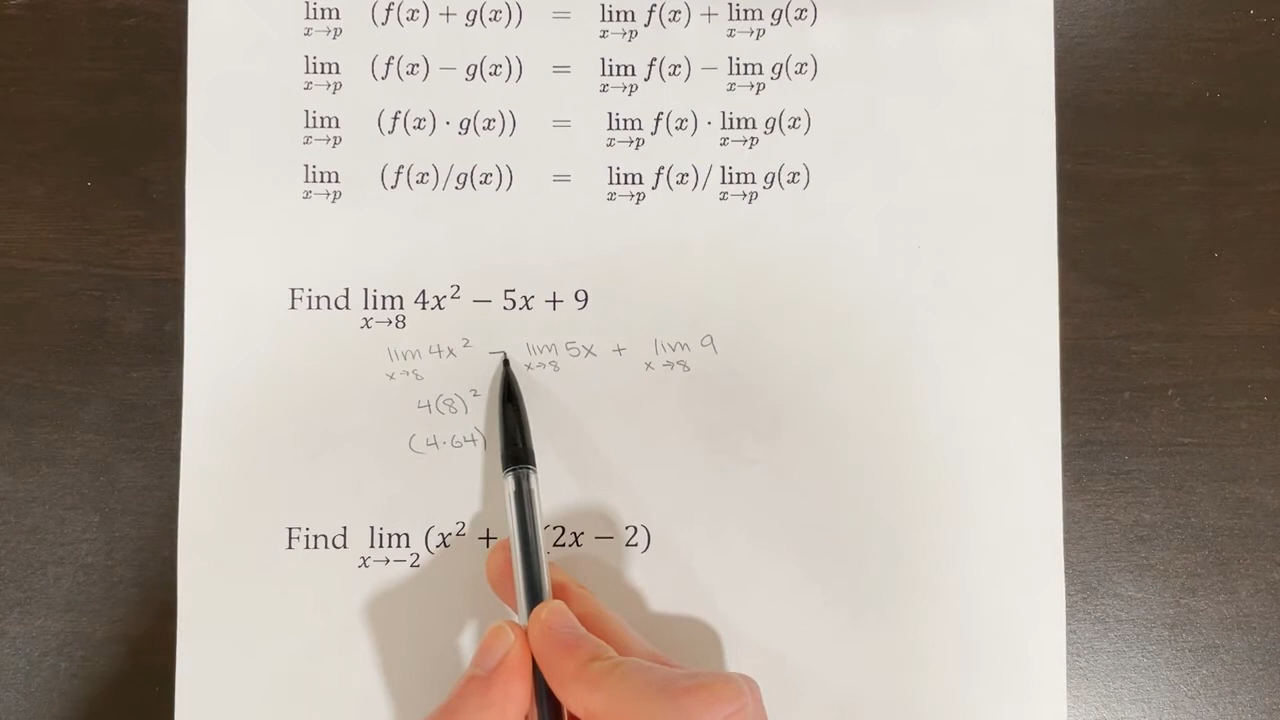 lim x→p (f(x) + g(x)) = lim x→p f(x) + lim x→p g(x)
lim x→p (f(x) − g(x)) = lim x→p f(x) − lim x→p g(x)
lim x→p (f(x) · g(x)) = lim x→p f(x) · lim x→p g(x)
lim x→p (f(x)/g(x)) = lim x→p f(x)/ lim x→p g(x)
Find lim x→8 4x² − 5x + 9
lim x→8 4x² − lim x→8 5x + lim x→8 9
4(8)²
(4·64)
Find lim x→−2 (x² + (2x − 2)